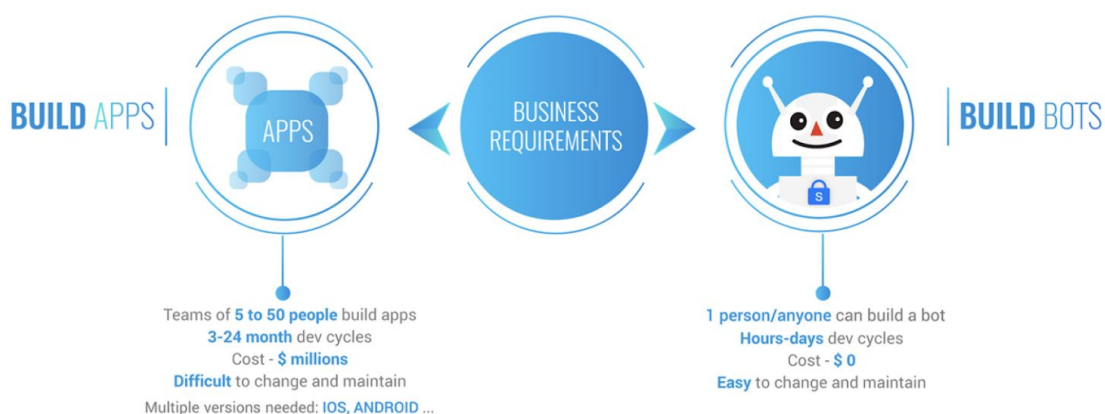 BUILD APPS
APPS
BUSINESS
REQUIREMENTS
S
BUILD BOTS
Teams of 5 to 50 people build apps
3-24 month dev cycles
Cost - $ millions
Difficult to change and maintain
Multiple versions needed: IOS, ANDROID ...
1 person/anyone can build a bot
Hours-days dev cycles
Cost - $ 0
Easy to change and maintain